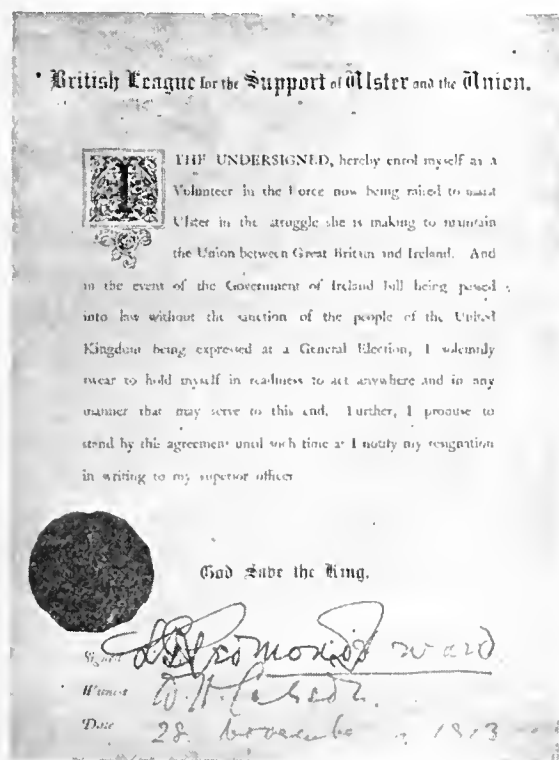 British League for the Support of Ulster and the Union.
I THE UNDERSIGNED, hereby enrol myself as a
Volunteer in the Force now being raised to assist
Ulster in the struggle she is making to maintain
the Union between Great Britain and Ireland. And
in the event of the Government of Ireland bill being passed
into law without the sanction of the people of the United
Kingdom being expressed at a General Election, I solemnly
swear to hold myself in readiness to act anywhere and in any
manner that may serve to this end. Further, I promise to
stand by this agreement until such time as I notify my resignation
in writing to my superior officer
God Save the King.
Signed ward
Witness
Date 28 1913